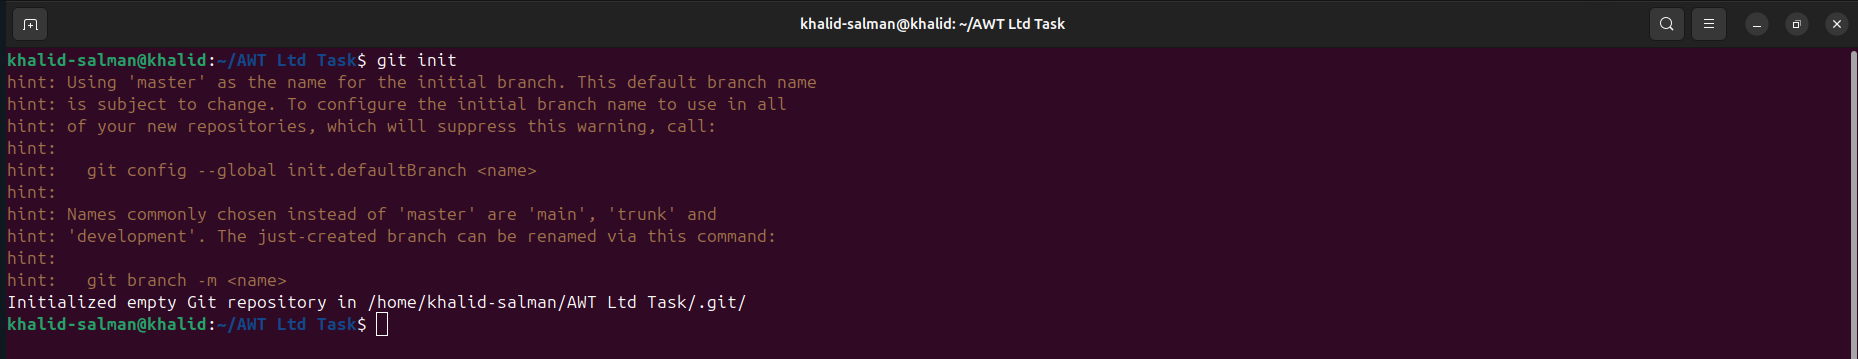 khalid-salman@khalid: ~/AWT Ltd Task
khalid-salman@khalid:~/AWT Ltd Task$ git init
hint: Using 'master' as the name for the initial branch. This default branch name
hint: is subject to change. To configure the initial branch name to use in all
hint: of your new repositories, which will suppress this warning, call:
hint:
hint:   git config --global init.defaultBranch <name>
hint:
hint: Names commonly chosen instead of 'master' are 'main', 'trunk' and
hint: 'development'. The just-created branch can be renamed via this command:
hint:
hint:   git branch -m <name>
Initialized empty Git repository in /home/khalid-salman/AWT Ltd Task/.git/
khalid-salman@khalid:~/AWT Ltd Task$